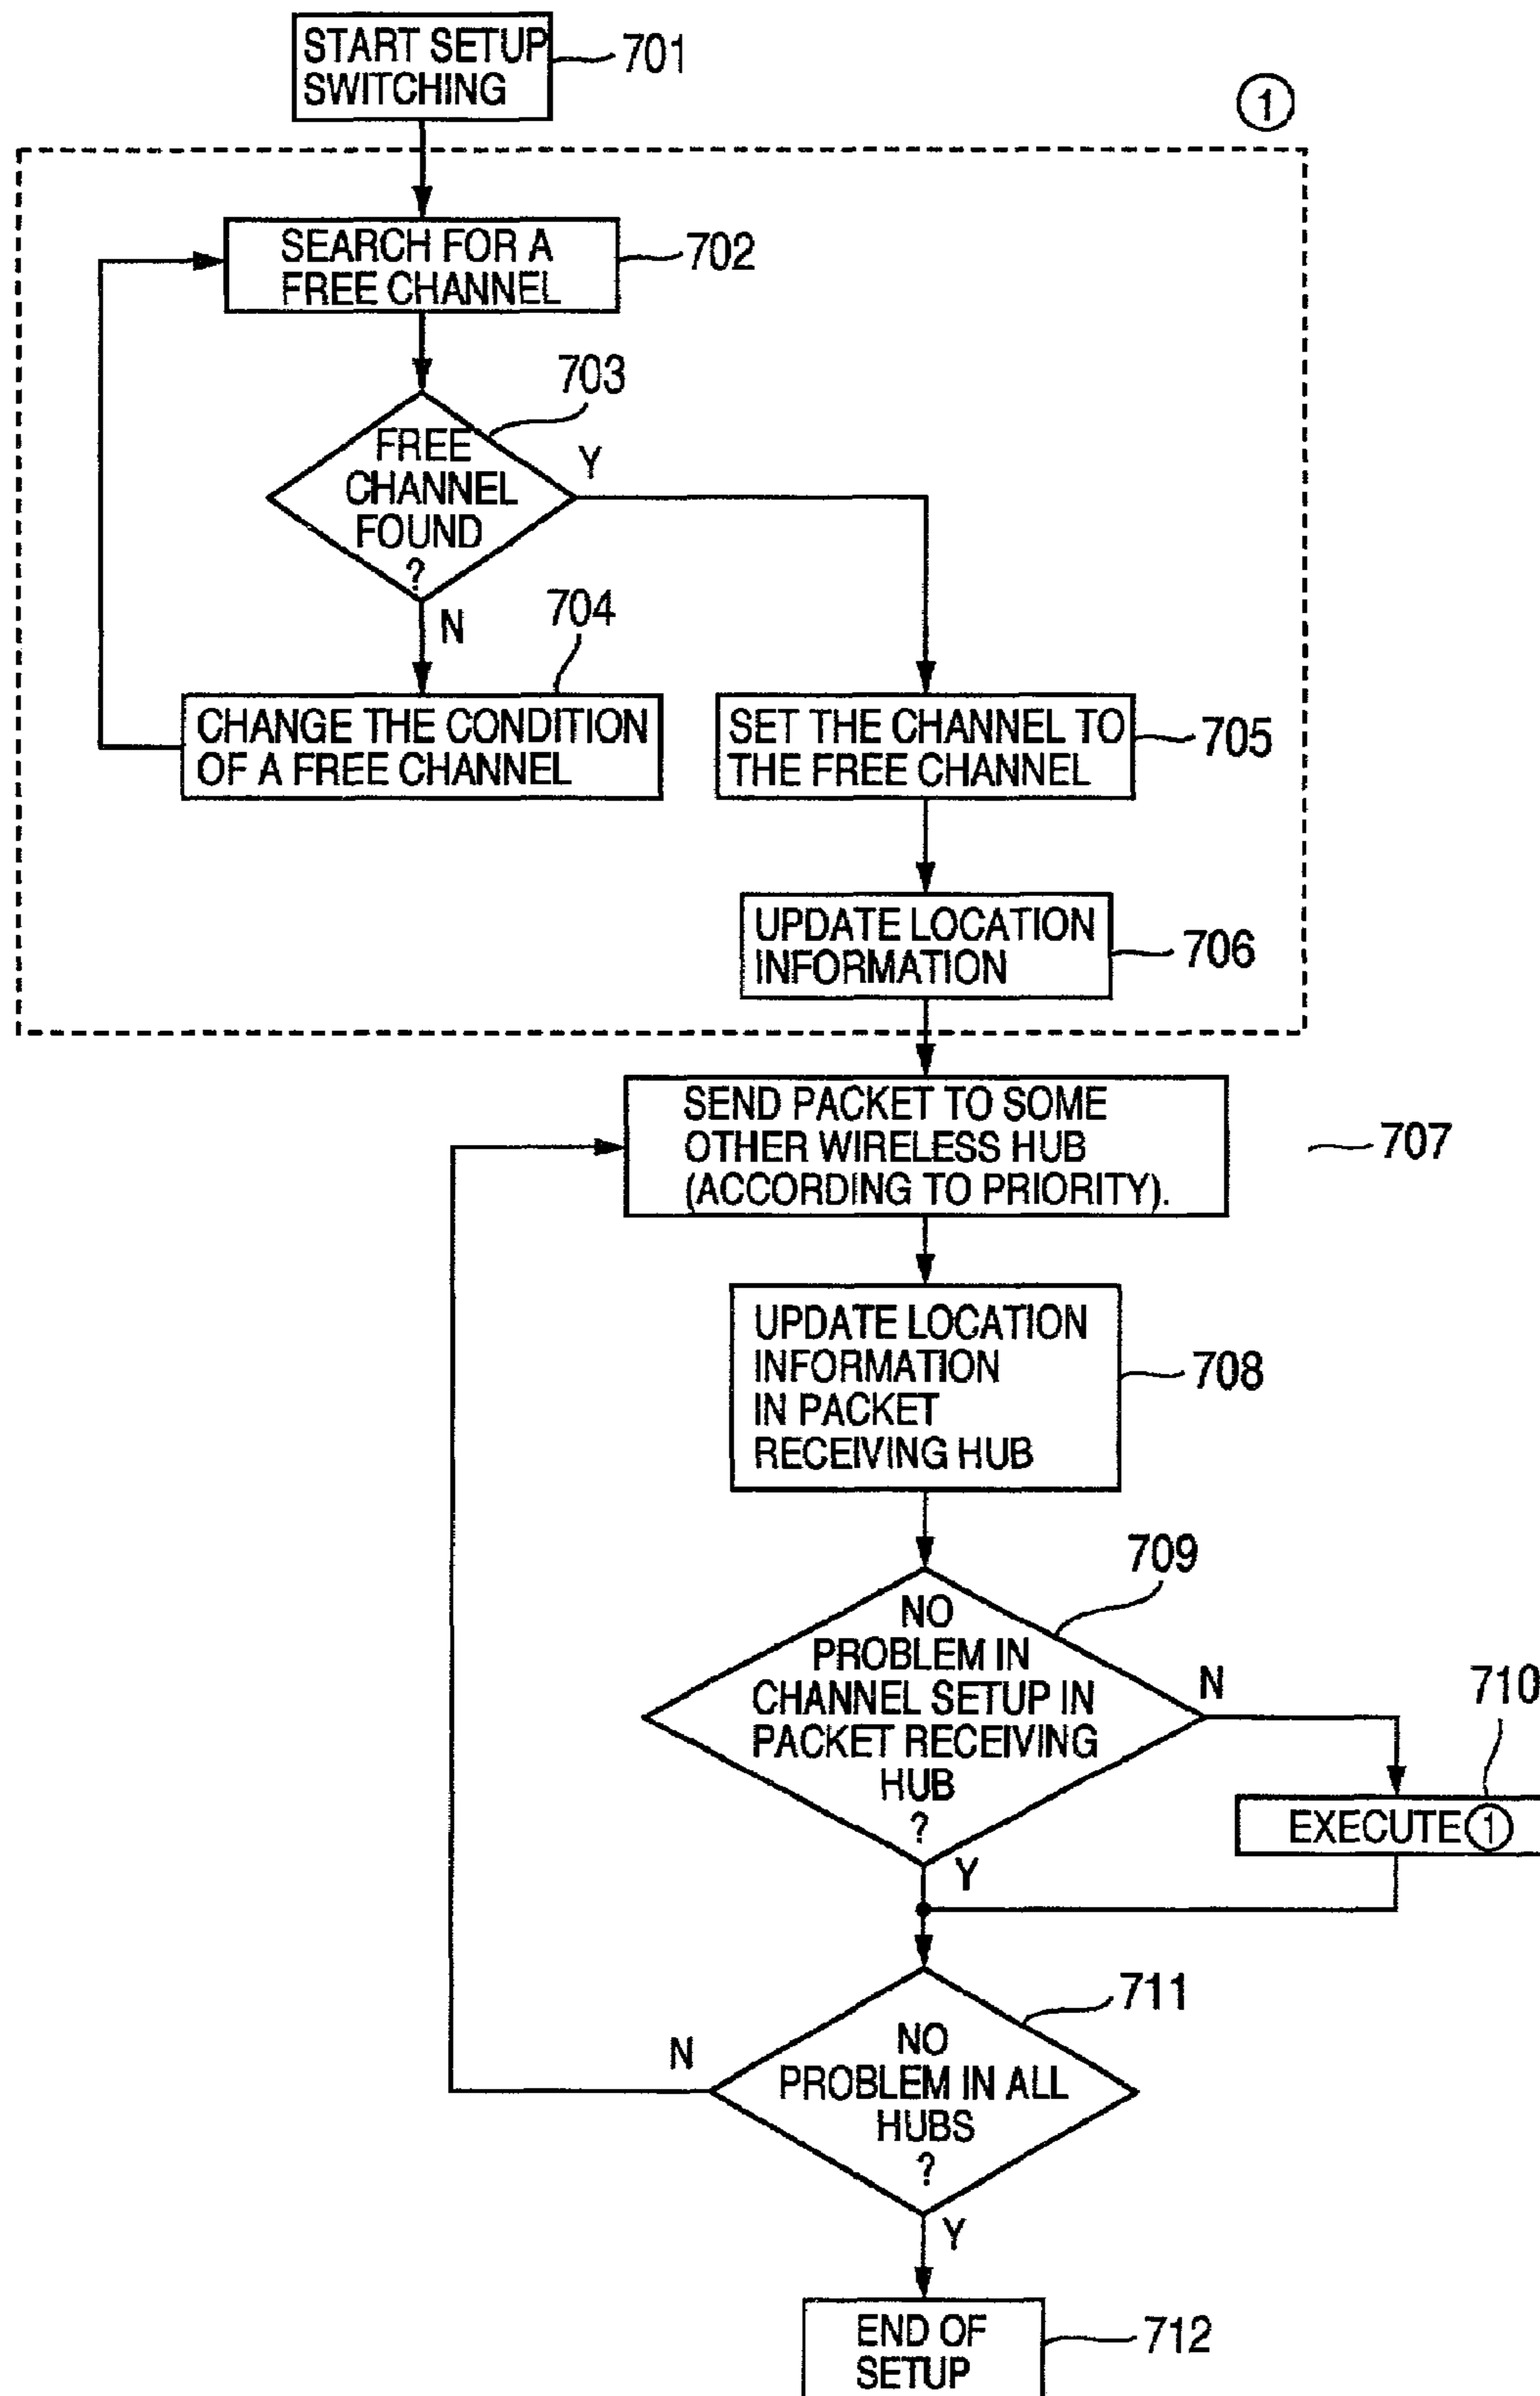 START SETUP
SWITCHING
701
①
SEARCH FOR A
FREE CHANNEL
702
703
FREE
CHANNEL
FOUND
?
Y
N
704
CHANGE THE CONDITION
OF A FREE CHANNEL
SET THE CHANNEL TO
THE FREE CHANNEL
705
UPDATE LOCATION
INFORMATION
706
SEND PACKET TO SOME
OTHER WIRELESS HUB
(ACCORDING TO PRIORITY).
707
UPDATE LOCATION
INFORMATION
IN PACKET
RECEIVING HUB
708
709
NO
PROBLEM IN
CHANNEL SETUP IN
PACKET RECEIVING
HUB
?
N
710
EXECUTE①
Y
711
NO
PROBLEM IN ALL
HUBS
?
N
Y
END OF
SETUP
712